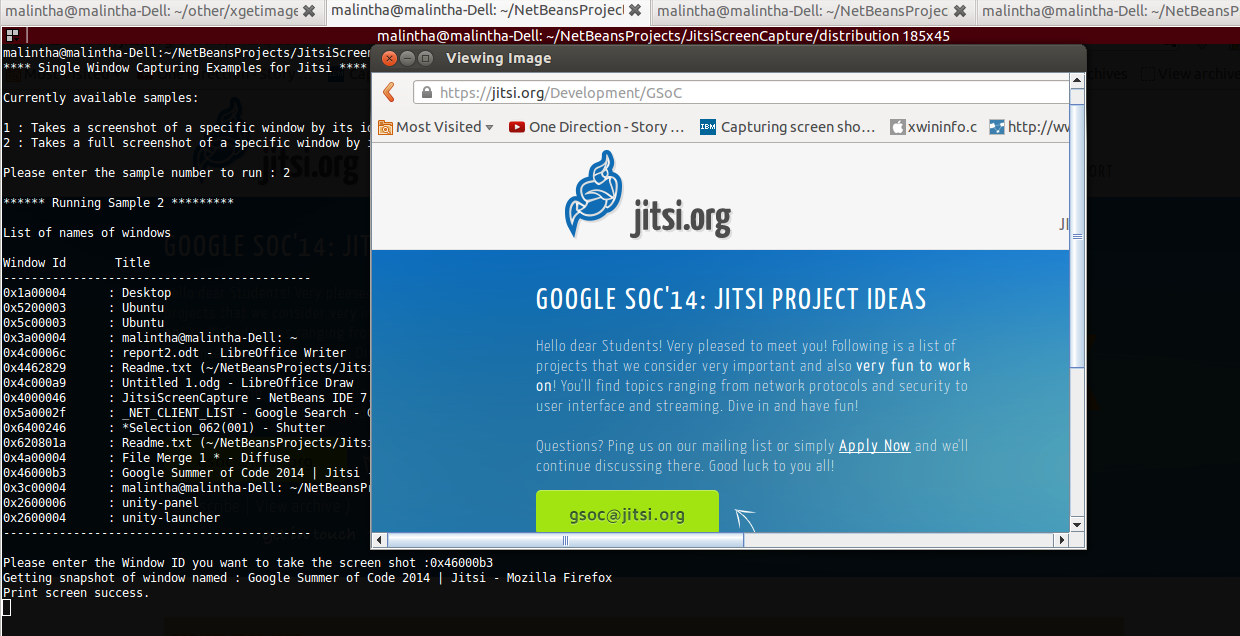 malintha@malintha-Dell: ~/other/xgetimage
malintha@malintha-Dell: ~/NetBeansProject
malintha@malintha-Dell: ~/NetBeansProjec
malintha@malintha-Dell: ~/NetBeansP
malintha@malintha-Dell: ~/NetBeansProjects/JitsiScreenCapture/distribution 185x45
malintha@malintha-Dell:~/NetBeansProjects/JitsiScreen
**** Single Window Capturing Examples for Jitsi ****
Currently available samples:
1 : Takes a screenshot of a specific window by its id
2 : Takes a full screenshot of a specific window by i
Please enter the sample number to run : 2
****** Running Sample 2 *********
List of names of windows
Window Id Title
-------------------------------------------
0x1a00004 : Desktop
0x5200003 : Ubuntu
0x5c00003 : Ubuntu
0x3a00004 : malintha@malintha-Dell: ~
0x4c0006c : report2.odt - LibreOffice Writer
0x4462829 : Readme.txt (~/NetBeansProjects/Jitsi
0x4c000a9 : Untitled 1.odg - LibreOffice Draw
0x4000046 : JitsiScreenCapture - NetBeans IDE 7
0x5a0002f : _NET_CLIENT_LIST - Google Search - G
0x6400246 : *Selection_062(001) - Shutter
0x620801a : Readme.txt (~/NetBeansProjects/Jitsi
0x4a00004 : File Merge 1 * - Diffuse
0x46000b3 : Google Summer of Code 2014 | Jitsi -
0x3c00004 : malintha@malintha-Dell: ~/NetBeansPr
0x2600006 : unity-panel
0x2600004 : unity-launcher
-------------------------------------------
Please enter the Window ID you want to take the screen shot :0x46000b3
Getting snapshot of window named : Google Summer of Code 2014 | Jitsi - Mozilla Firefox
Print screen success.
Viewing Image
https://jitsi.org/Development/GSoC
Most Visited
One Direction - Story ...
IBM Capturing screen sho...
xwininfo.c
http://ww
jitsi.org
JI
GOOGLE SOC'14: JITSI PROJECT IDEAS
Hello dear Students! Very pleased to meet you! Following is a list of
projects that we consider very important and also very fun to work
on! You'll find topics ranging from network protocols and security to
user interface and streaming. Dive in and have fun!
Questions? Ping us on our mailing list or simply Apply Now and we'll
continue discussing there. Good luck to you all!
gsoc@jitsi.org